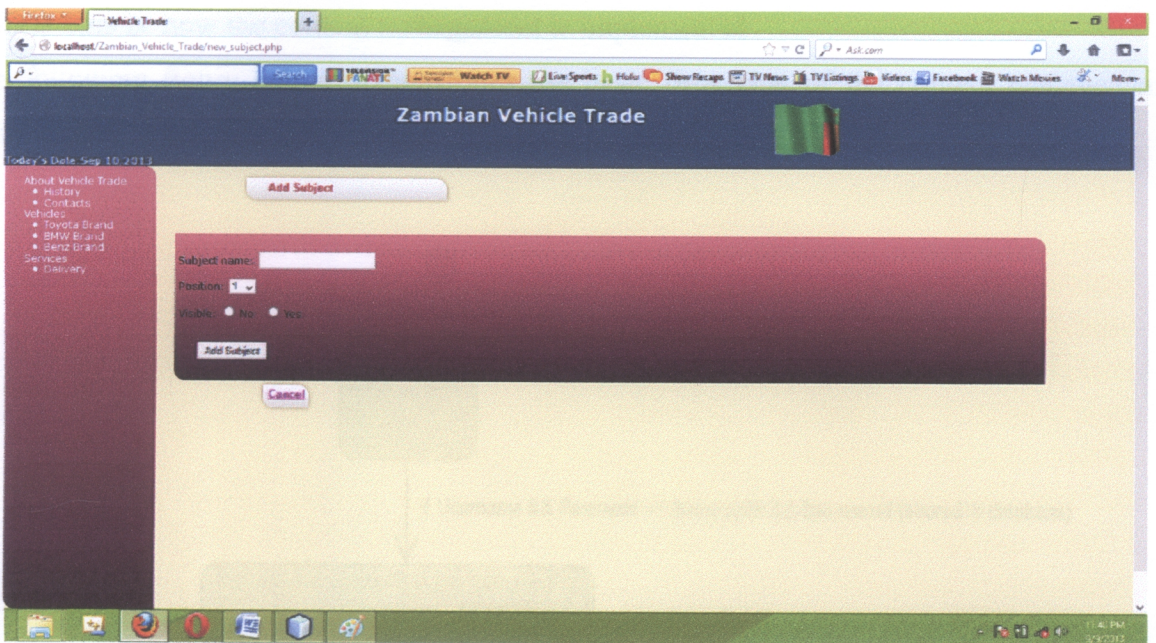 Firefox
Vehicle Trade
localhost/Zambian_Vehicle_Trade/new_subject.php
Ask.com
Search TELEVISION FANATIC Watch TV Live Sports Hulu Show Recaps TV News TV Listings Videos Facebook Watch Movies More
Zambian Vehicle Trade
Today's Date Sep 10 2013
About Vehicle Trade
History
Contacts
Vehicles
Toyota Brand
BMW Brand
Benz Brand
Services
Delivery
Add Subject
Subject name:
Position: 1
Visible: No Yes
Add Subject
Cancel